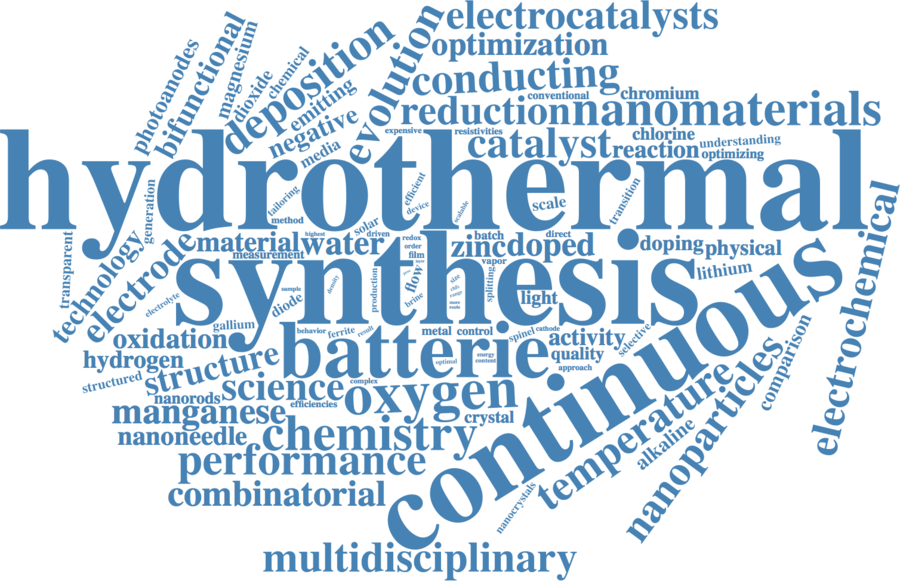 electrocatalysts
optimization
evolution
conducting
conventional
chromium
reduction
nanomaterials
photoanodes
bifunctional
magnesium
dioxide
chemical
deposition
emitting
negative
media
expensive
resistivities
catalyst
reaction
chlorine
understanding
optimizing
hydrothermal
generation
tailoring
method
efficient
device
scalable
scale
transition
transparent
technology
electrode
material
measurement
highest
water
solar
driven
redox
order
film
flow
brine
production
density
zinc
batch
doped
direct
vapor
splitting
size
doping
physical
lithium
synthesis
electrolyte
sample
diode
light
electrochemical
continuous
oxidation
gallium
behavior
ferrite
result
metal
control
spinel
cathode
activity
selective
quality
approach
hydrogen
structured
structure
batterie
optimal
energy
content
comparison
nanorods
science
complex
efficiencies
oxygen
crystal
manganese
nanoneedle
chemistry
temperature
alkaline
nanoparticles
performance
combinatorial
nanocrystals
multidisciplinary